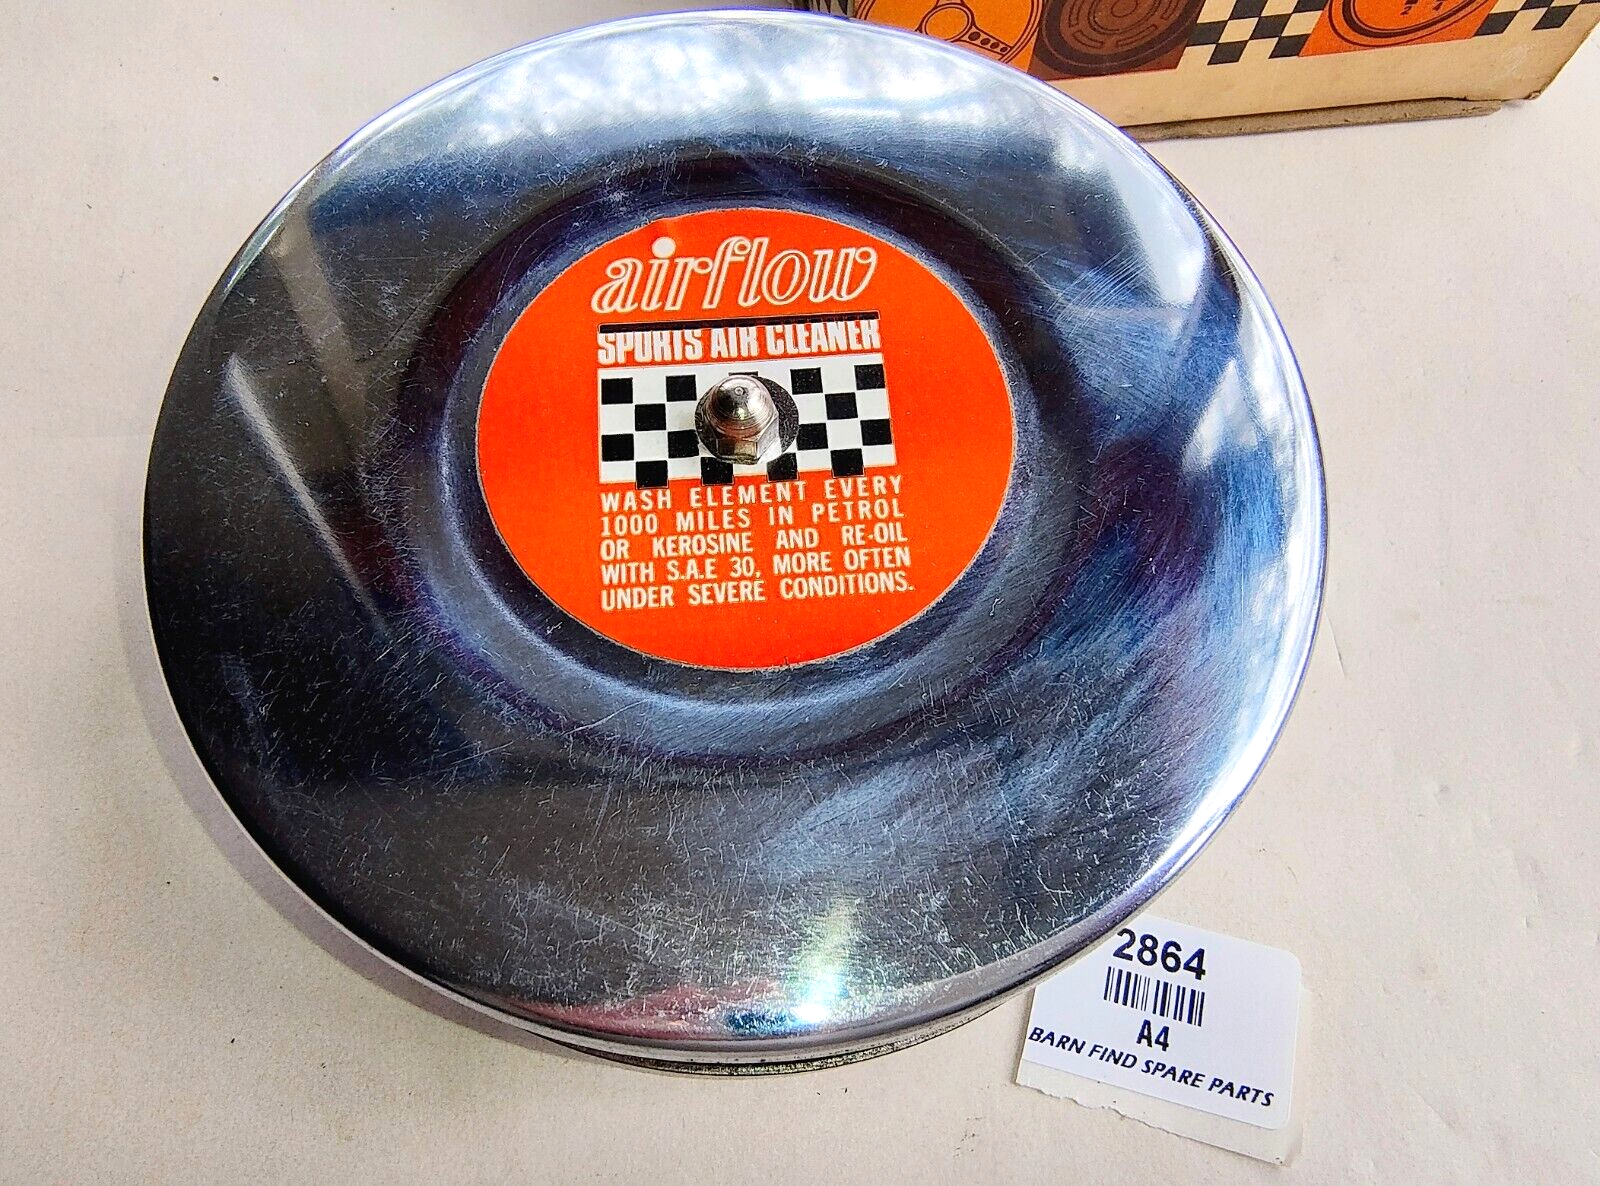 airflow
SPORTS AIR CLEANER
WASH ELEMENT EVERY
1000 MILES IN PETROL
OR KEROSINE AND RE-OIL
WITH S.A.E 30, MORE OFTEN
UNDER SEVERE CONDITIONS.
2864
A4
BARN FIND SPARE PARTS